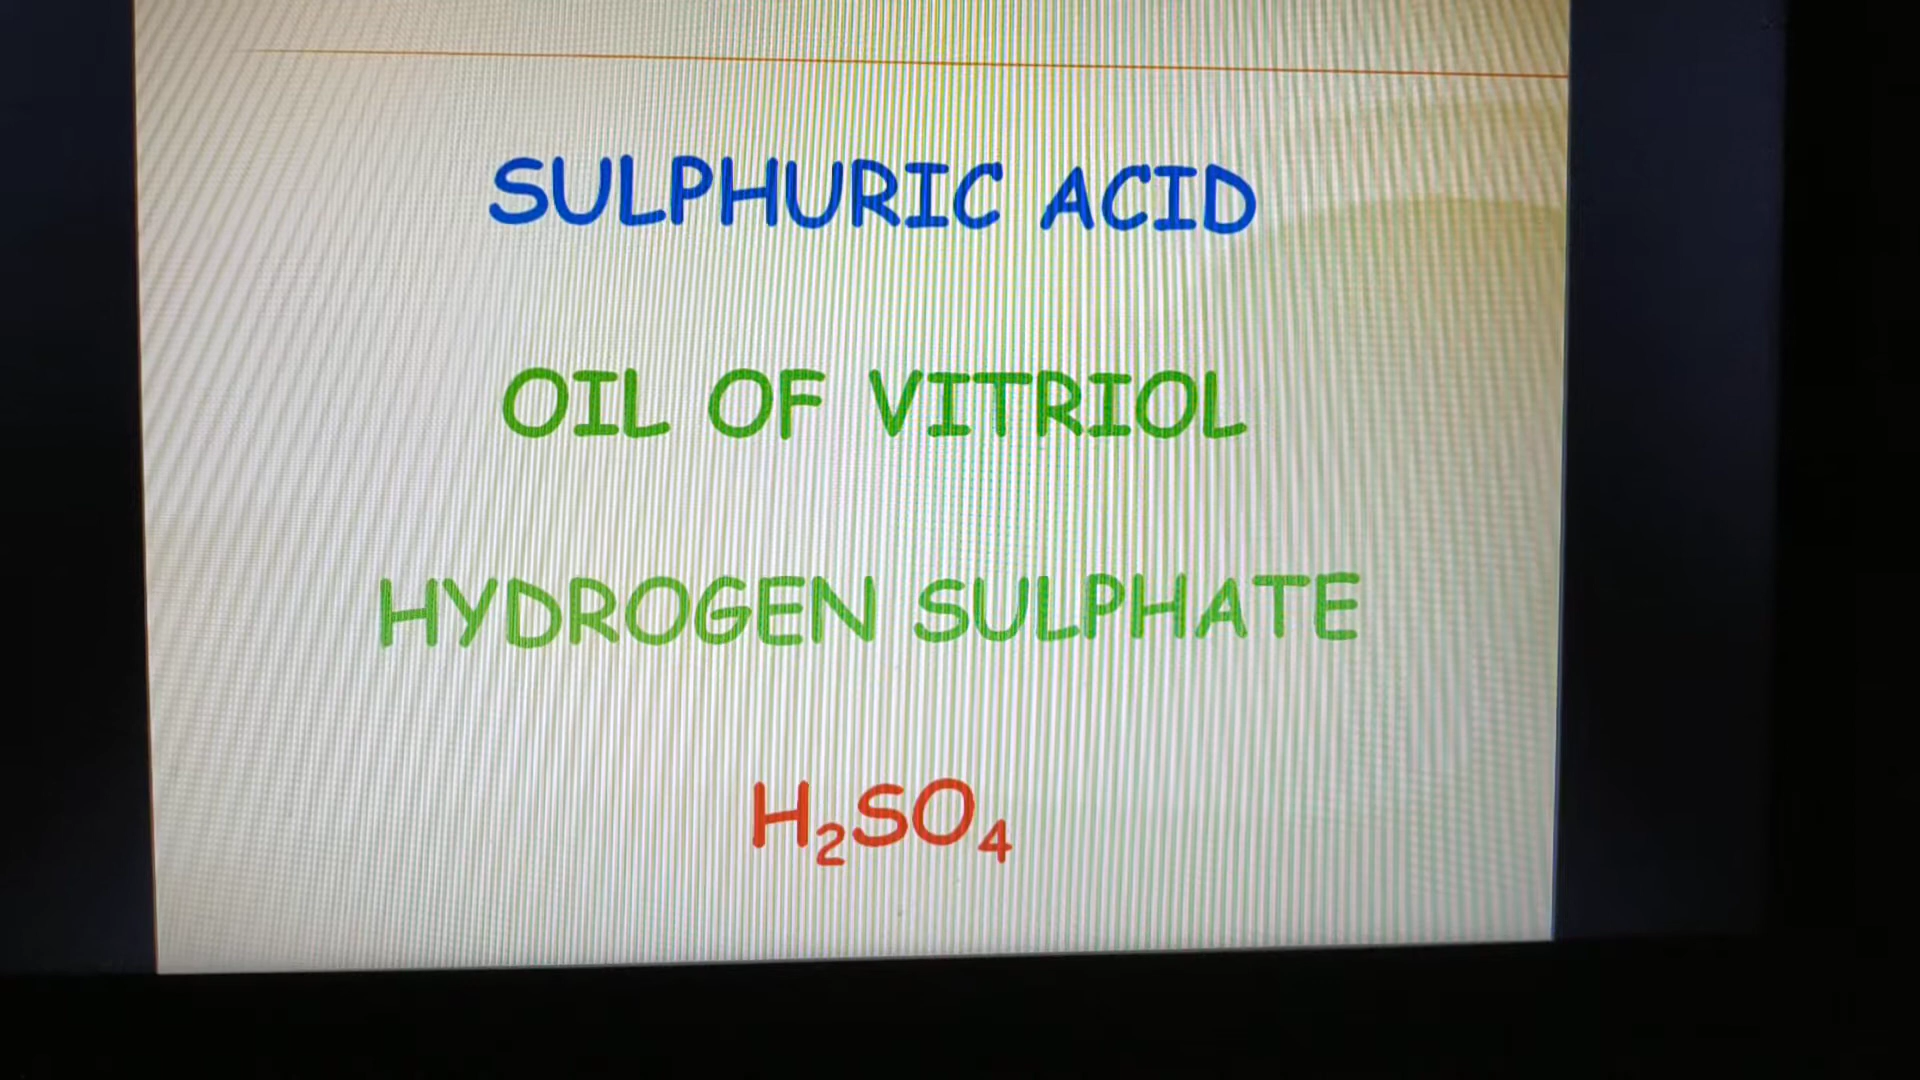 SULPHURIC ACID
OIL OF VITRIOL
HYDROGEN SULPHATE
H₂SO₄